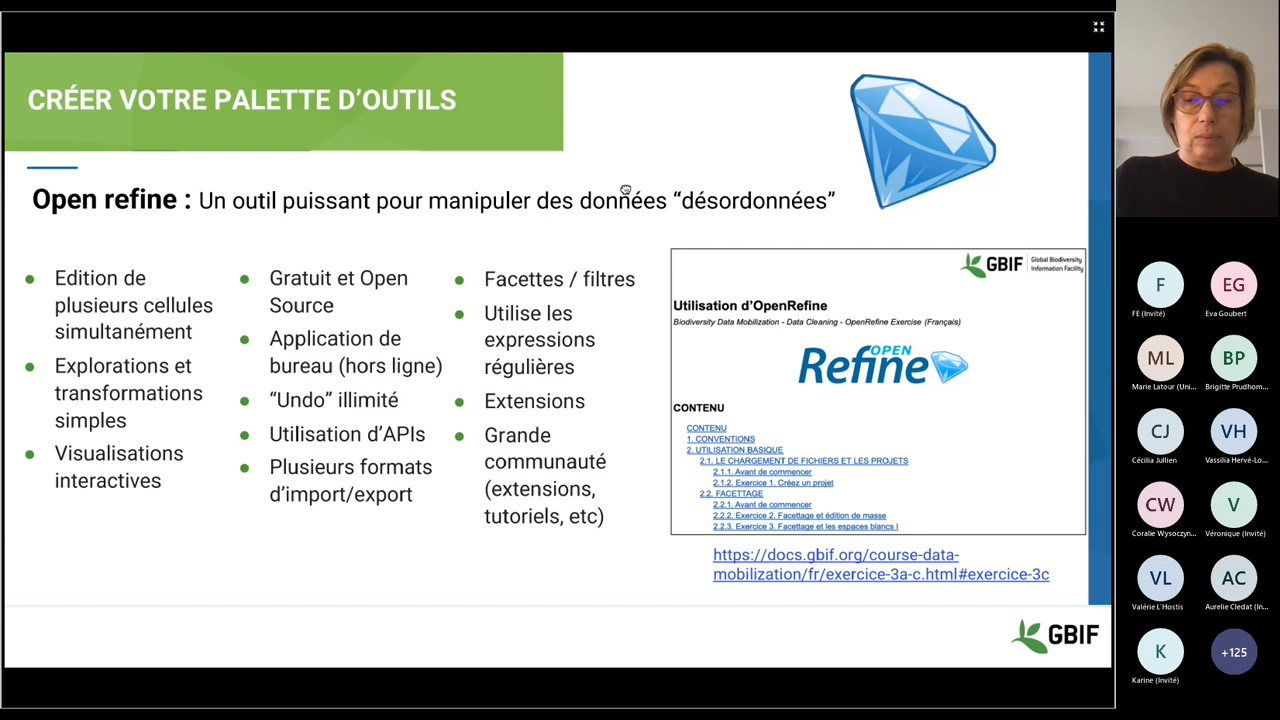 CRÉER VOTRE PALETTE D'OUTILS
Open refine : Un outil puissant pour manipuler des données “désordonnées”
Edition de
plusieurs cellules
simultanément
Explorations et
transformations
simples
Visualisations
interactives
Gratuit et Open
Source
Application de
bureau (hors ligne)
“Undo” illimité
Utilisation d'APIs
Plusieurs formats
d'import/export
Facettes / filtres
Utilise les
expressions
régulières
Extensions
Grande
communauté
(extensions,
tutoriels, etc)
GBIF
Global Biodiversity
Information Facility
Utilisation d'OpenRefine
Biodiversity Data Mobilization - Data Cleaning - OpenRefine Exercise (Français)
OPEN
Refine
CONTENU
CONTENU
1. CONVENTIONS
2. UTILISATION BASIQUE
2.1. LE CHARGEMENT DE FICHIERS ET LES PROJETS
2.1.1. Avant de commencer
2.1.2. Exercice 1. Créez un projet
2.2. FACETTAGE
2.2.1. Avant de commencer
2.2.2. Exercice 2. Facettage et édition de masse
2.2.3. Exercice 3. Facettage et les espaces blancs I
https://docs.gbif.org/course-data-
mobilization/fr/exercice-3a-c.html#exercice-3c
GBIF
F EG
FE (Invité) Eva Goubert
ML BP
Marie Latour (Uni... Brigitte Prudhom...
CJ VH
Cécilia Jullien Vassilia Hervé-Lo...
CW V
Coralie Wysoczyn... Véronique (Invité)
VL AC
Valérie L'Hostis Aurelie Cledat (In...
K +125
Karine (Invité)